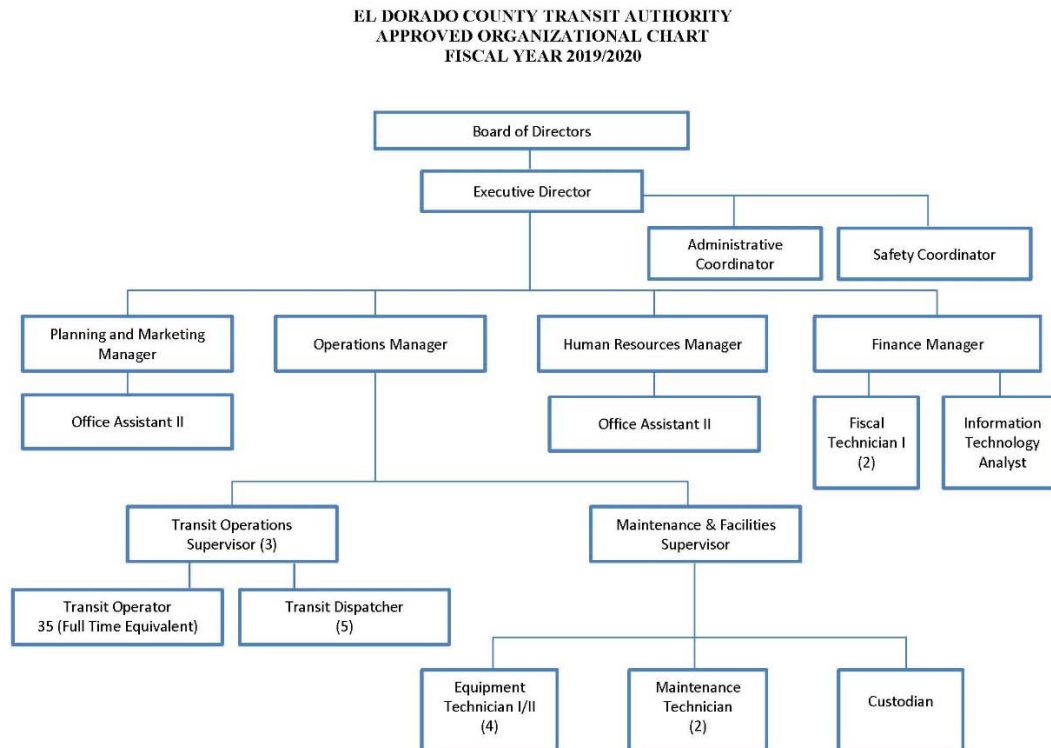 EL DORADO COUNTY TRANSIT AUTHORITY
APPROVED ORGANIZATIONAL CHART
FISCAL YEAR 2019/2020
Board of Directors
Executive Director
Administrative
Coordinator
Safety Coordinator
Planning and Marketing
Manager
Operations Manager
Human Resources Manager
Finance Manager
Office Assistant II
Office Assistant II
Fiscal
Technician I
(2)
Information
Technology
Analyst
Transit Operations
Supervisor (3)
Maintenance & Facilities
Supervisor
Transit Operator
35 (Full Time Equivalent)
Transit Dispatcher
(5)
Equipment
Technician I/II
(4)
Maintenance
Technician
(2)
Custodian